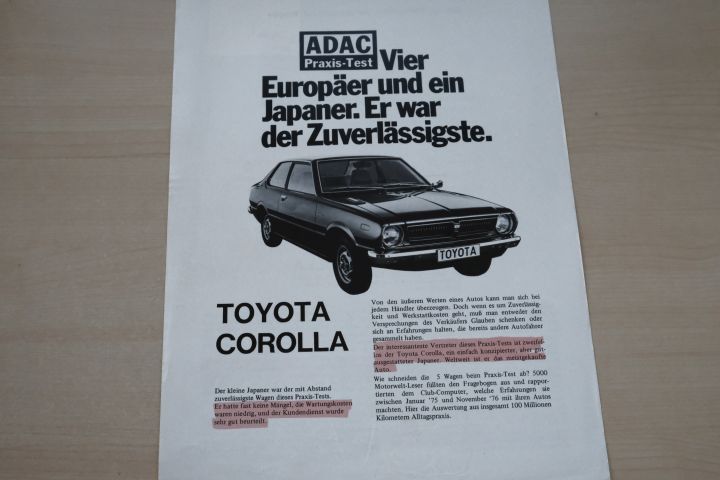 ADAC
Praxis-Test
Vier
Europäer und ein
Japaner. Er war
der Zuverlässigste.
TOYOTA
TOYOTA
COROLLA
Der kleine Japaner war der mit Abstand
zuverlässigste Wagen dieses Praxis-Tests.
Er hatte fast keine Mängel, die Wartungskosten
waren niedrig, und der Kundendienst wurde
sehr gut beurteilt.
Von den äußeren Werten eines Autos kann man sich bei
jedem Händler überzeugen. Doch wenn es um Zuverlässig-
keit und Werkstattkosten geht, muß man entweder den
Versprechungen des Verkäufers Glauben schenken oder
sich an Erfahrungen halten, die bereits andere Autofahrer
gesammelt haben.
Der interessanteste Vertreter dieses Praxis-Tests ist zweifel-
los der Toyota Corolla, ein einfach konzipierter, aber gut-
ausgestatteter Japaner. Weltweit ist er das meistgekaufte
Auto.
Wie schneiden die 5 Wagen beim Praxis-Test ab? 5000
Motorwelt-Leser füllten den Fragebogen aus und rappor-
tierten dem Club-Computer, welche Erfahrungen sie
zwischen Januar '75 und November '76 mit ihren Autos
machten. Hier die Auswertung aus insgesamt 100 Millionen
Kilometern Alltagspraxis.